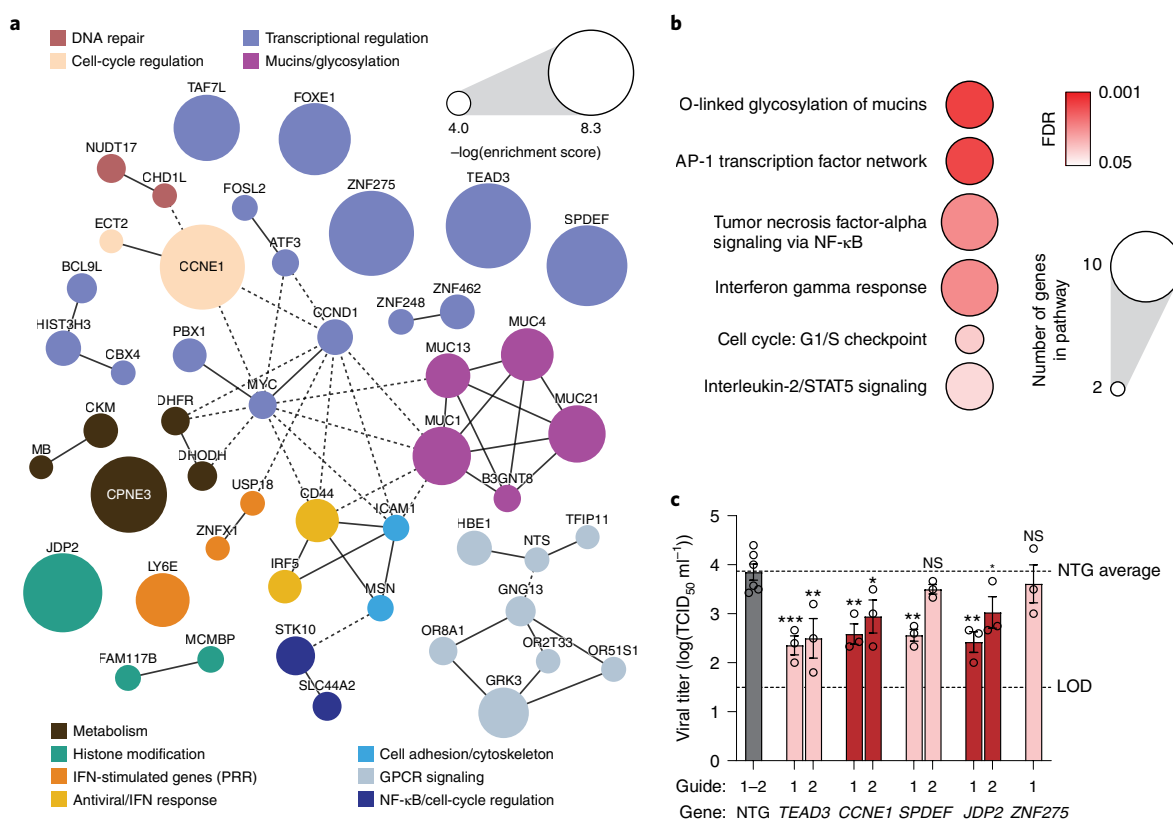 a
DNA repair
Cell-cycle regulation
Transcriptional regulation
Mucins/glycosylation
4.0
8.3
–log(enrichment score)
TAF7L
FOXE1
NUDT17
CHD1L
FOSL2
ZNF275
TEAD3
SPDEF
ECT2
CCNE1
ATF3
BCL9L
HIST3H3
CBX4
PBX1
CCND1
ZNF248
ZNF462
MUC4
MUC13
MYC
MUC21
MUC1
B3GNT8
CKM
MB
DHFR
DHODH
CPNE3
USP18
ZNFX1
CD44
ICAM1
IRF5
MSN
HBE1
NTS
TFIP11
JDP2
LY6E
GNG13
OR8A1
OR2T33
OR51S1
GRK3
STK10
SLC44A2
MCMBP
FAM117B
Metabolism
Histone modification
IFN-stimulated genes (PRR)
Antiviral/IFN response
Cell adhesion/cytoskeleton
GPCR signaling
NF-κB/cell-cycle regulation
b
O-linked glycosylation of mucins
AP-1 transcription factor network
Tumor necrosis factor-alpha
signaling via NF-κB
Interferon gamma response
Cell cycle: G1/S checkpoint
Interleukin-2/STAT5 signaling
FDR
0.001
0.05
Number of genes
in pathway
10
2
c
Viral titer (log(TCID50 ml−1))
5
4
3
2
1
0
*** ** ** * ** NS ** * NS
NTG average
LOD
Guide: 1–2 1 2 1 2 1 2 1 2 1
Gene: NTG TEAD3 CCNE1 SPDEF JDP2 ZNF275